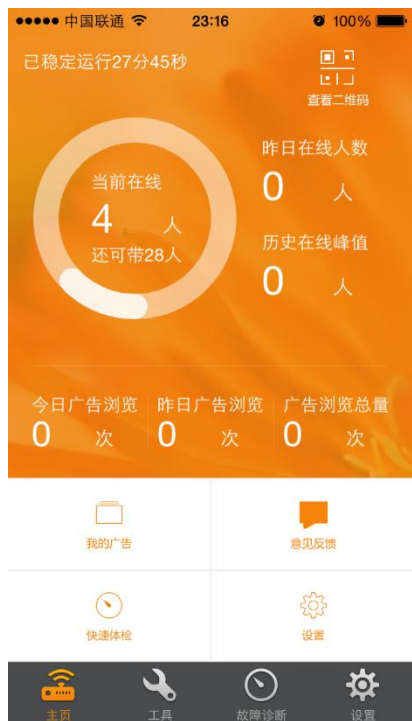 中国联通 23:16 100%
已稳定运行27分45秒
查看二维码
当前在线
4 人
还可带28人
昨日在线人数
0 人
历史在线峰值
0 人
今日广告浏览 昨日广告浏览 广告浏览总量
0 次 0 次 0 次
我的广告 意见反馈
快速体检 设置
主页 工具 故障诊断 设置